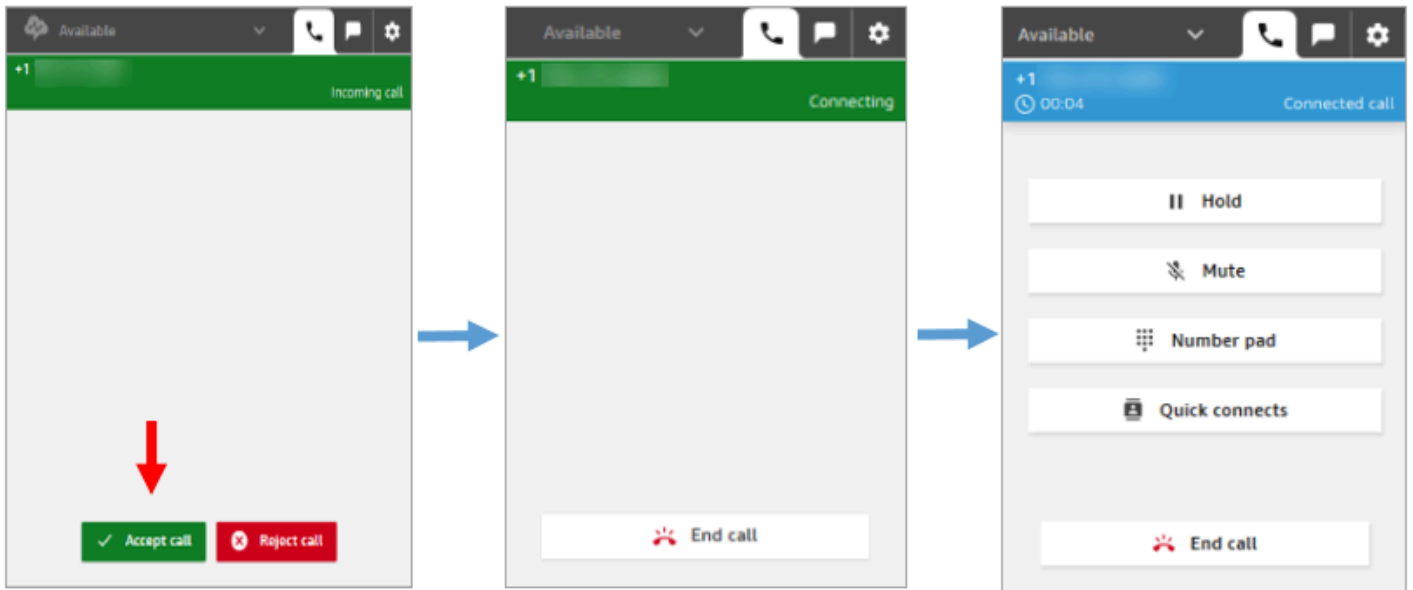 Available
+1
Incoming call
Accept call
Reject call
Available
+1
Connecting
End call
Available
+1
00:04
Connected call
Hold
Mute
Number pad
Quick connects
End call